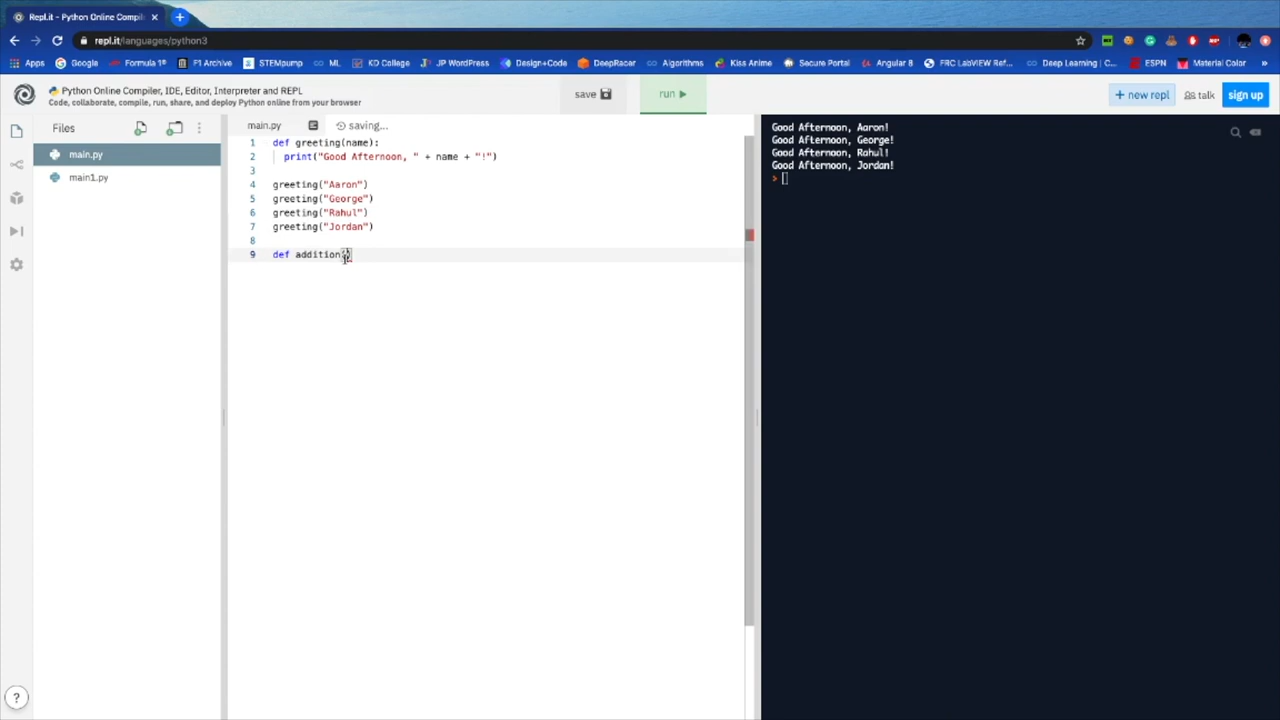 Repl.it - Python Online Compil
repl.it/languages/python3
Apps Google Formula 1® F1 Archive STEMpump ML KD College JP WordPress Design+Code DeepRacer Algorithms Kiss Anime Secure Portal Angular 8 FRC LabVIEW Ref... Deep Learning | C... ESPN Material Color »
Python Online Compiler, IDE, Editor, Interpreter and REPL
Code, collaborate, compile, run, share, and deploy Python online from your browser
save run + new repl talk sign up
Files main.py saving...
main.py
main1.py
1 def greeting(name):
2 print("Good Afternoon, " + name + "!")
3
4 greeting("Aaron")
5 greeting("George")
6 greeting("Rahul")
7 greeting("Jordan")
8
9 def addition()
Good Afternoon, Aaron!
Good Afternoon, George!
Good Afternoon, Rahul!
Good Afternoon, Jordan!
>
?